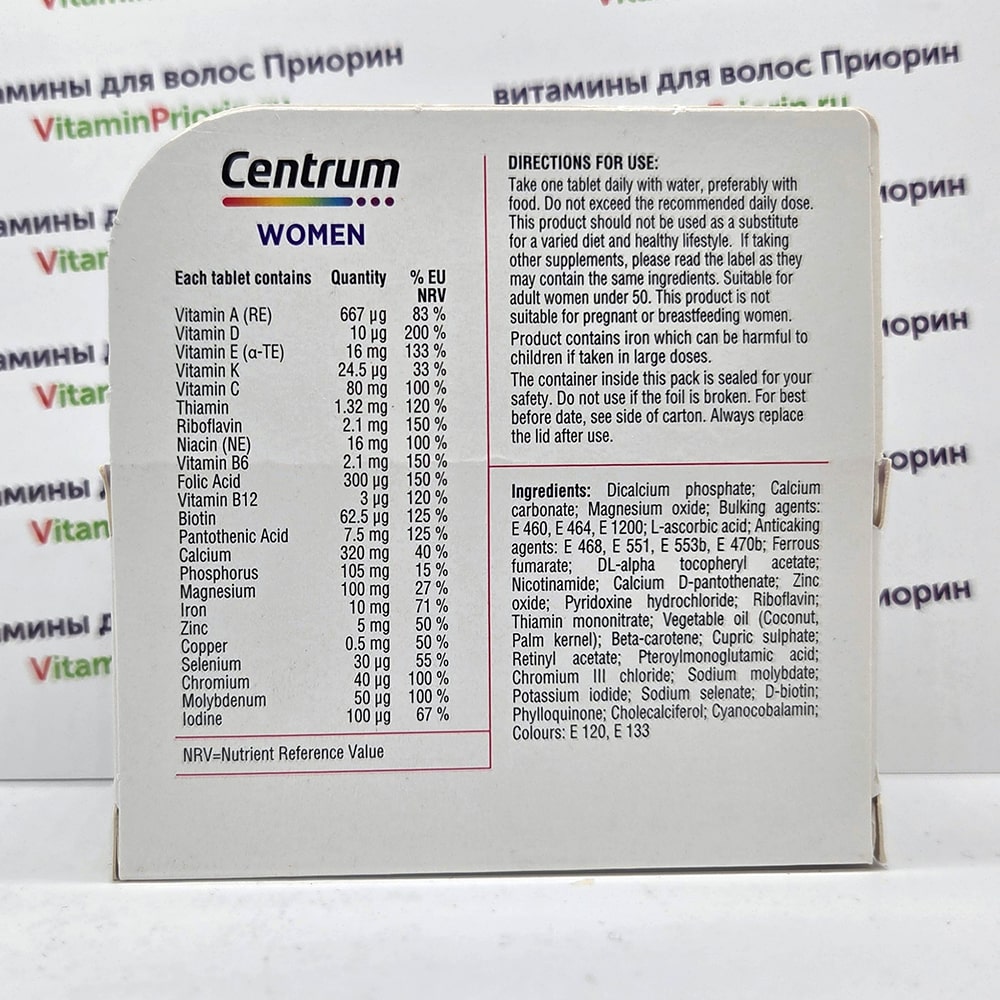 витамины для волос Приорин
витамины для волос Приорин
VitaminPriorin.ru
Centrum
WOMEN
Each tablet contains Quantity % EU NRV
Vitamin A (RE) 667 µg 83 %
Vitamin D 10 µg 200 %
Vitamin E (α-TE) 16 mg 133 %
Vitamin K 24.5 µg 33 %
Vitamin C 80 mg 100 %
Thiamin 1.32 mg 120 %
Riboflavin 2.1 mg 150 %
Niacin (NE) 16 mg 100 %
Vitamin B6 2.1 mg 150 %
Folic Acid 300 µg 150 %
Vitamin B12 3 µg 120 %
Biotin 62.5 µg 125 %
Pantothenic Acid 7.5 mg 125 %
Calcium 320 mg 40 %
Phosphorus 105 mg 15 %
Magnesium 100 mg 27 %
Iron 10 mg 71 %
Zinc 5 mg 50 %
Copper 0.5 mg 50 %
Selenium 30 µg 55 %
Chromium 40 µg 100 %
Molybdenum 50 µg 100 %
Iodine 100 µg 67 %
NRV=Nutrient Reference Value
DIRECTIONS FOR USE:
Take one tablet daily with water, preferably with
food. Do not exceed the recommended daily dose.
This product should not be used as a substitute
for a varied diet and healthy lifestyle. If taking
other supplements, please read the label as they
may contain the same ingredients. Suitable for
adult women under 50. This product is not
suitable for pregnant or breastfeeding women.
Product contains iron which can be harmful to
children if taken in large doses.
The container inside this pack is sealed for your
safety. Do not use if the foil is broken. For best
before date, see side of carton. Always replace
the lid after use.
Ingredients: Dicalcium phosphate; Calcium
carbonate; Magnesium oxide; Bulking agents:
E 460, E 464, E 1200; L-ascorbic acid; Anticaking
agents: E 468, E 551, E 553b, E 470b; Ferrous
fumarate; DL-alpha tocopheryl acetate;
Nicotinamide; Calcium D-pantothenate; Zinc
oxide; Pyridoxine hydrochloride; Riboflavin;
Thiamin mononitrate; Vegetable oil (Coconut,
Palm kernel); Beta-carotene; Cupric sulphate;
Retinyl acetate; Pteroylmonoglutamic acid;
Chromium III chloride; Sodium molybdate;
Potassium iodide; Sodium selenate; D-biotin;
Phylloquinone; Cholecalciferol; Cyanocobalamin;
Colours: E 120, E 133